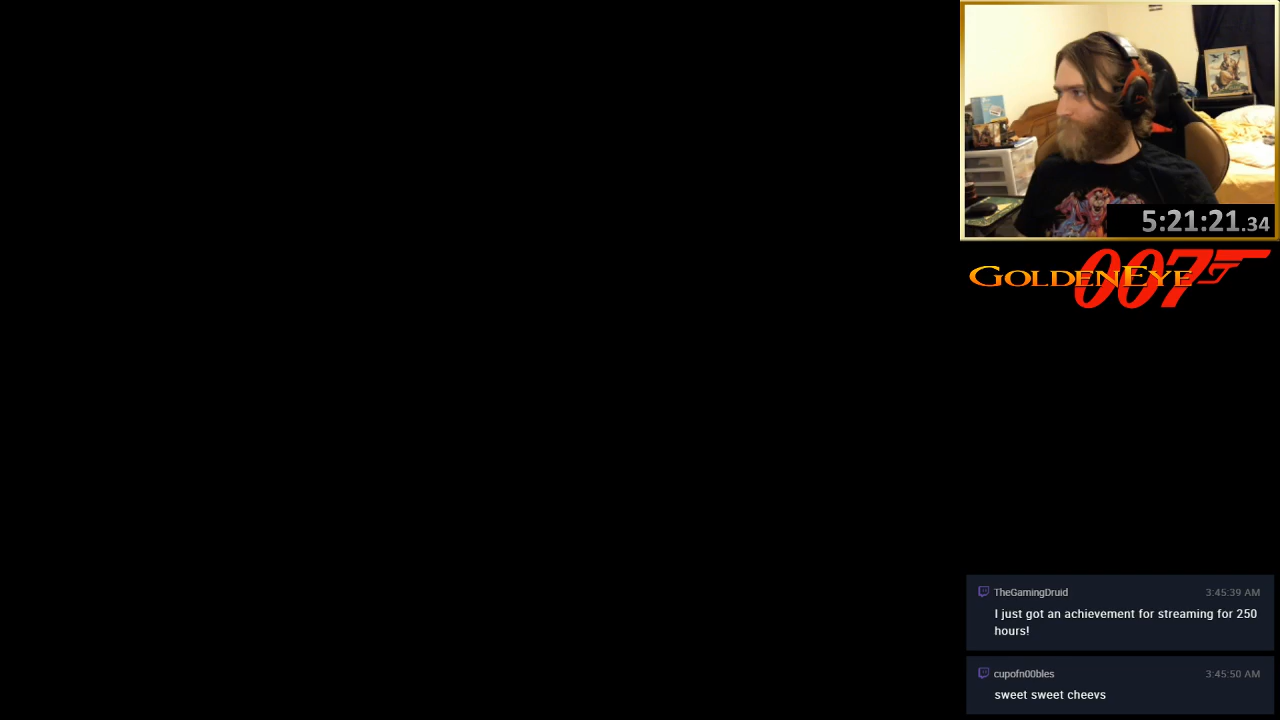 5:21:21.34
GOLDENEYE 007
TheGamingDruid 3:45:39 AM
I just got an achievement for streaming for 250
hours!
cupofn00bles 3:45:50 AM
sweet sweet cheevs